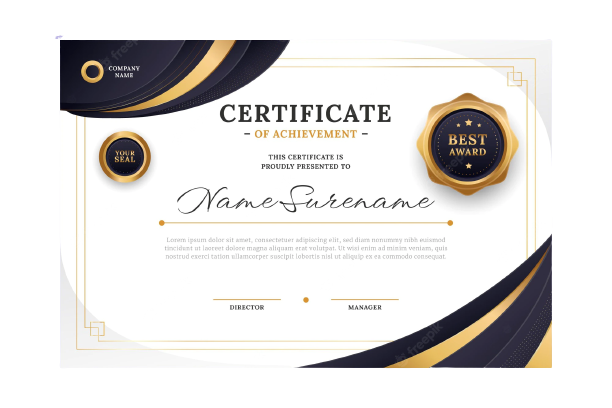 COMPANY
NAME
CERTIFICATE
- OF ACHIEVEMENT -
YOUR
SEAL
BEST
AWARD
THIS CERTIFICATE IS
PROUDLY PRESENTED TO
Name Surename
Lorem ipsum dolor sit amet, consectetuer adipiscing elit, sed diam nonummy nibh
euismod tincidunt ut laoreet dolore magna aliquam erat volutpat. Ut wisi enim ad minim veniam, quis
nostrud exerci tation ullamcorper suscipit lobortis nisl ut aliquip ex ea commodo consequat.
DIRECTOR
MANAGER